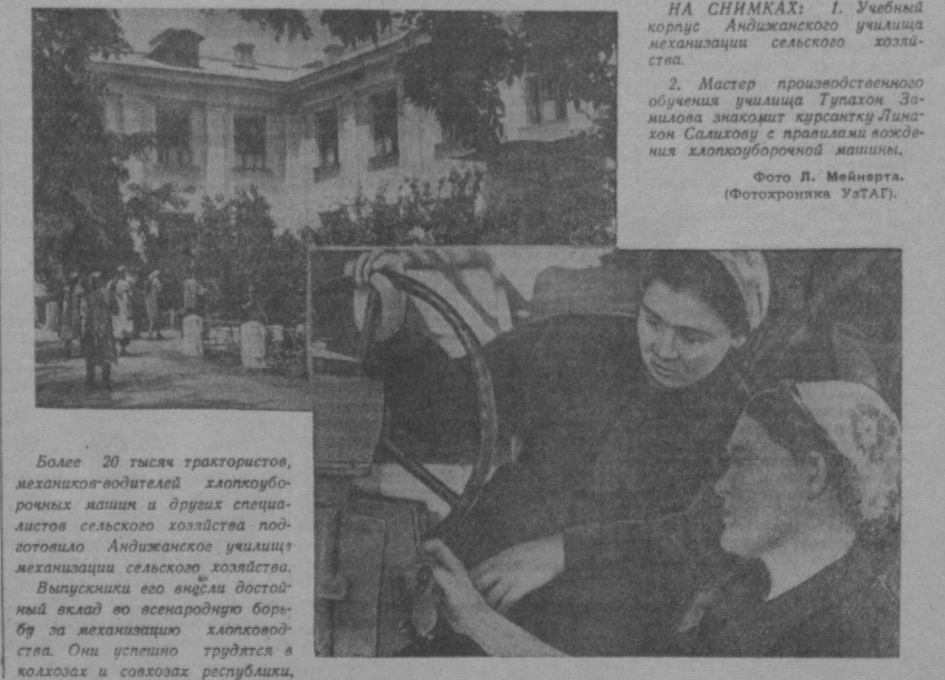 НА СНИМКАХ: 1. Учебный
корпус Андижанского училища
механизации сельского хозяй-
ства.
2. Мастер производственного
обучения училища Тупахон За-
милова знакомит курсантку Лина-
хон Салихову с правилами вожде-
ния хлопкоуборочной машины.
Фото Л. Мейнерта.
(Фотохроника УзТАГ).
Более 20 тысяч трактористов,
механиков-водителей хлопкоубо-
рочных машин и других специа-
листов сельского хозяйства под-
готовило Андижанское училище
механизации сельского хозяйства.
Выпускники его внесли достой-
ный вклад во всенародную борь-
бу за механизацию хлопковод-
ства. Они успешно трудятся в
колхозах и совхозах республики,